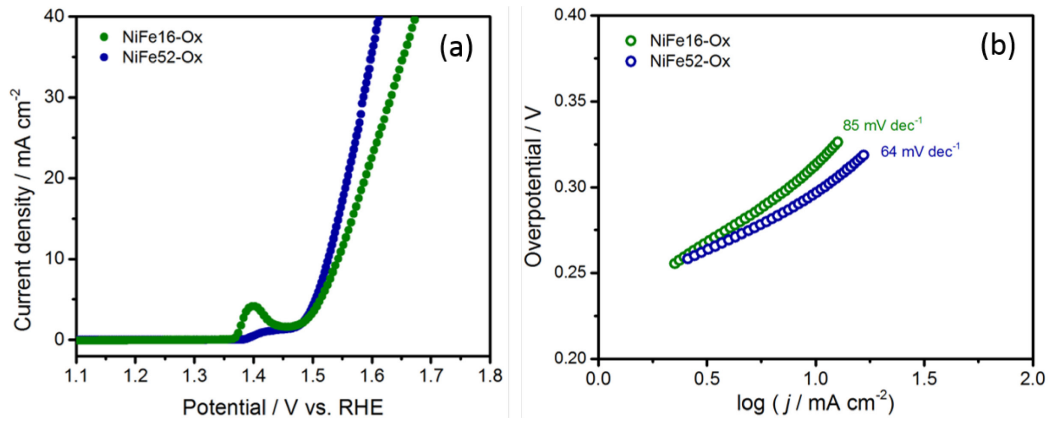 40
30
20
10
0
Current density / mA cm⁻²
NiFe16-Ox
NiFe52-Ox
(a)
1.1 1.2 1.3 1.4 1.5 1.6 1.7 1.8
Potential / V vs. RHE
0.40
0.35
0.30
0.25
0.20
Overpotential / V
NiFe16-Ox
NiFe52-Ox
(b)
85 mV dec⁻¹
64 mV dec⁻¹
0.0 0.5 1.0 1.5 2.0
log ( j / mA cm⁻²)